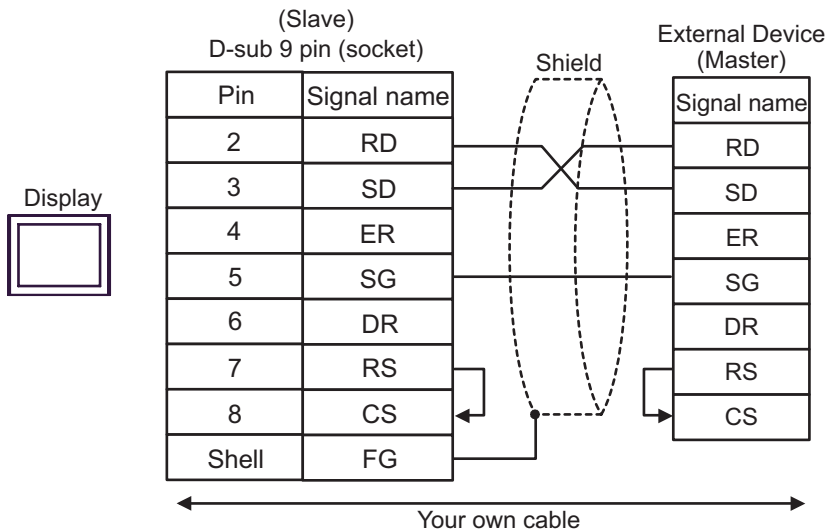 (Slave)
D-sub 9 pin (socket)
Shield
External Device
(Master)
Pin Signal name
Signal name
2 RD
RD
3 SD
SD
Display
4 ER
ER
5 SG
SG
6 DR
DR
7 RS
RS
8 CS
CS
Shell FG
Your own cable